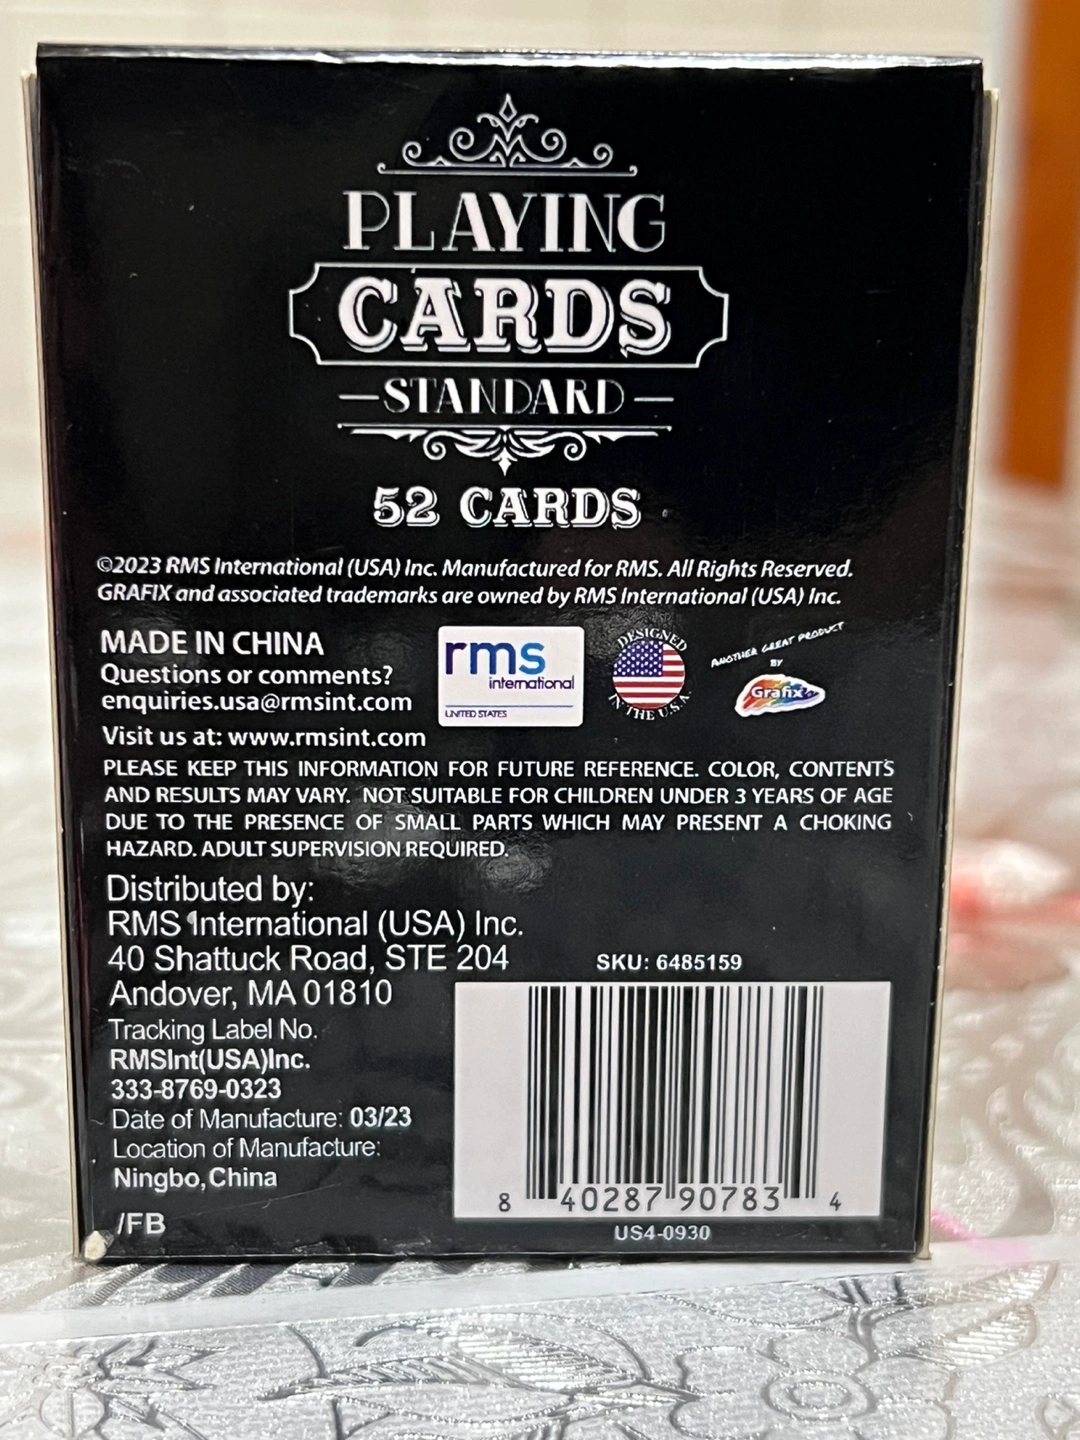 PLAYING
CARDS
STANDARD
52 CARDS
©2023 RMS International (USA) Inc. Manufactured for RMS. All Rights Reserved.
GRAFIX and associated trademarks are owned by RMS International (USA) Inc.
MADE IN CHINA
Questions or comments?
enquiries.usa@rmsint.com
Visit us at: www.rmsint.com
rms
international
UNITED STATES
DESIGNED
IN THE U.S.A.
ANOTHER GREAT PRODUCT
BY
Grafix
PLEASE KEEP THIS INFORMATION FOR FUTURE REFERENCE. COLOR, CONTENTS
AND RESULTS MAY VARY. NOT SUITABLE FOR CHILDREN UNDER 3 YEARS OF AGE
DUE TO THE PRESENCE OF SMALL PARTS WHICH MAY PRESENT A CHOKING
HAZARD. ADULT SUPERVISION REQUIRED.
Distributed by:
RMS International (USA) Inc.
40 Shattuck Road, STE 204
Andover, MA 01810
Tracking Label No.
RMSInt(USA)Inc.
333-8769-0323
Date of Manufacture: 03/23
Location of Manufacture:
Ningbo,China
/FB
SKU: 6485159
8 40287 90783 4
US4-0930